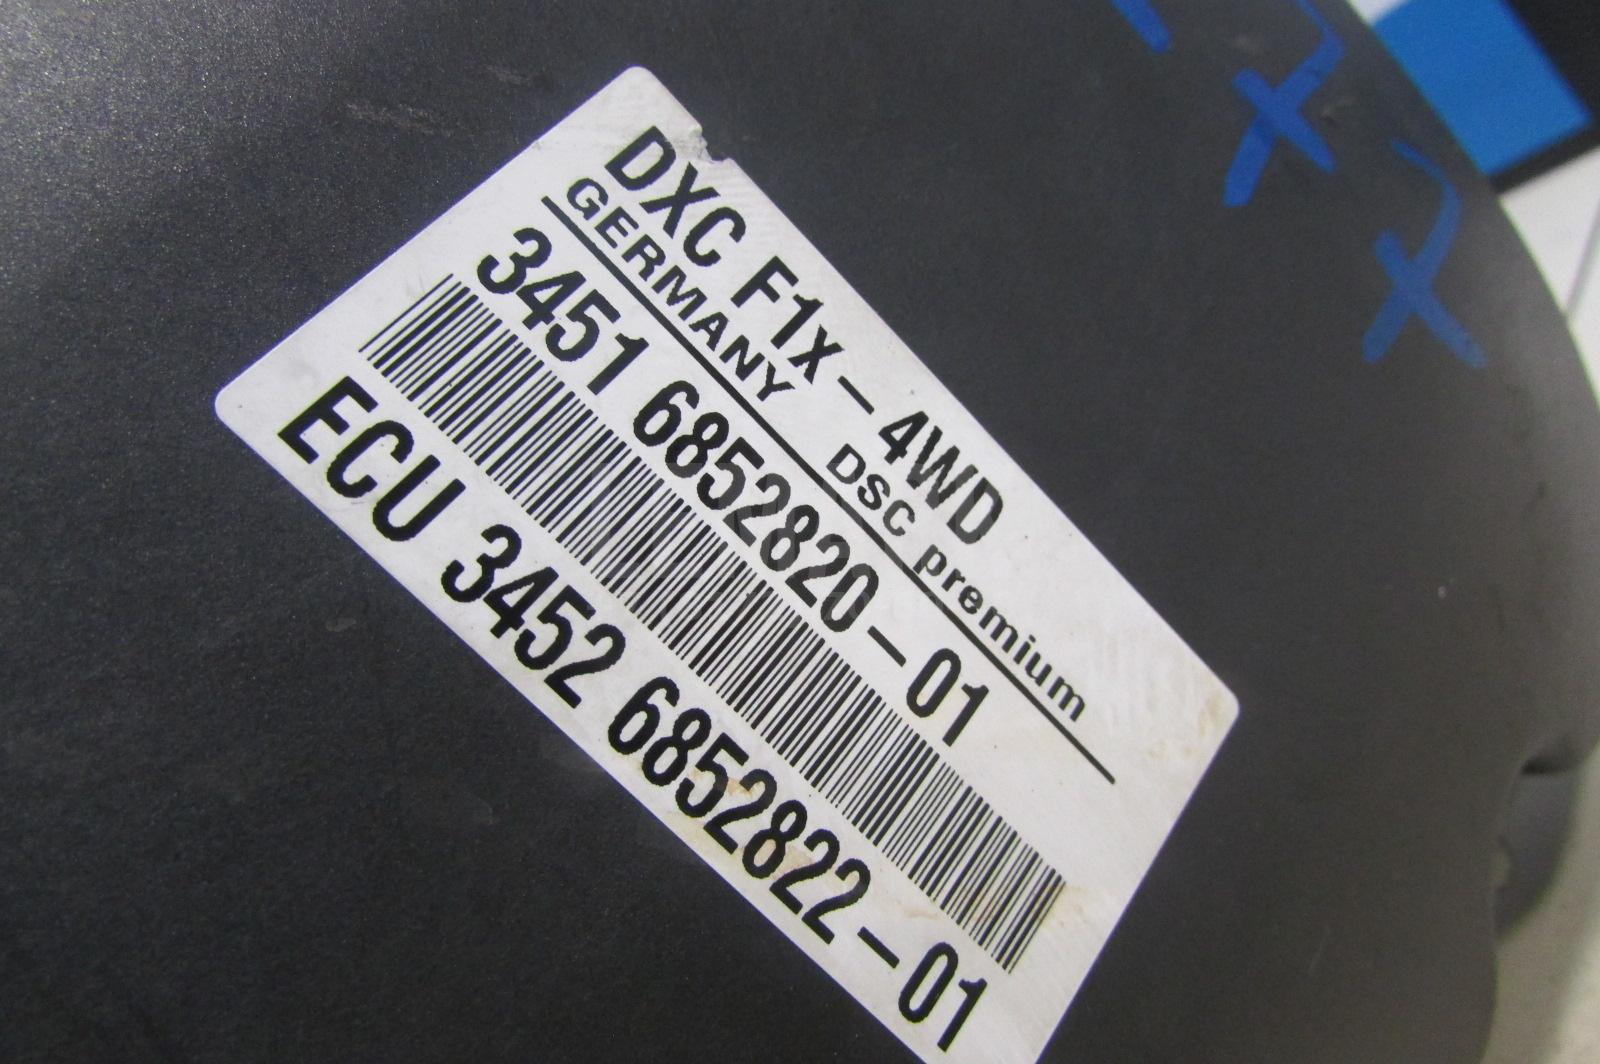 DXC F1x-4WD
GERMANY DSC premium
3451 6852820-01
ECU 3452 6852822-01